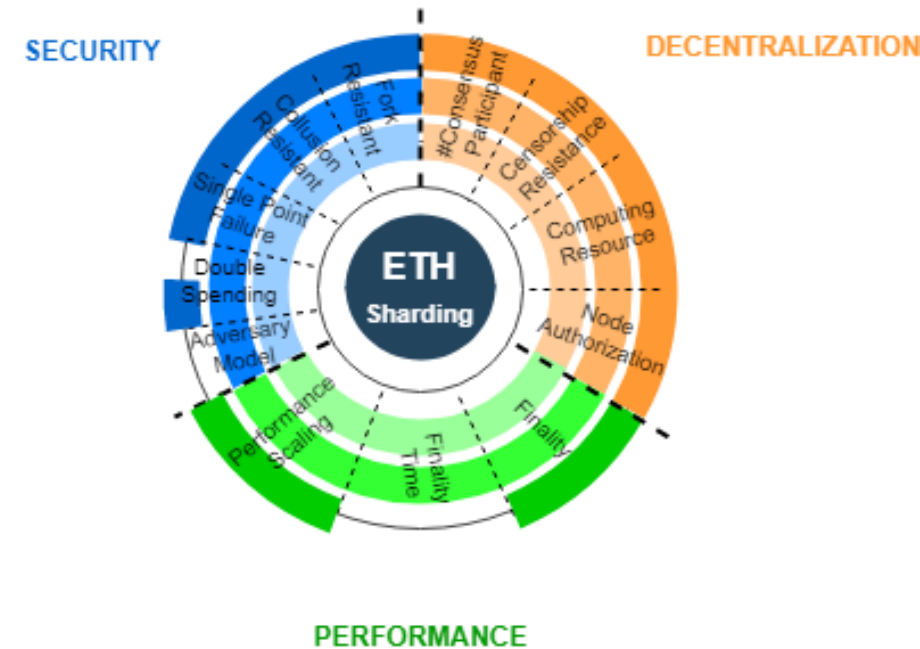 SECURITY
DECENTRALIZATION
#Consensus
Participant
Censorship
Resistance
Computing
Resource
Node
Authorization
Finality
Finality
Time
Performance
Scaling
Adversary
Model
Double
Spending
Single Point
Failure
Collusion
Resistant
Fork
Resistant
ETH
Sharding
PERFORMANCE